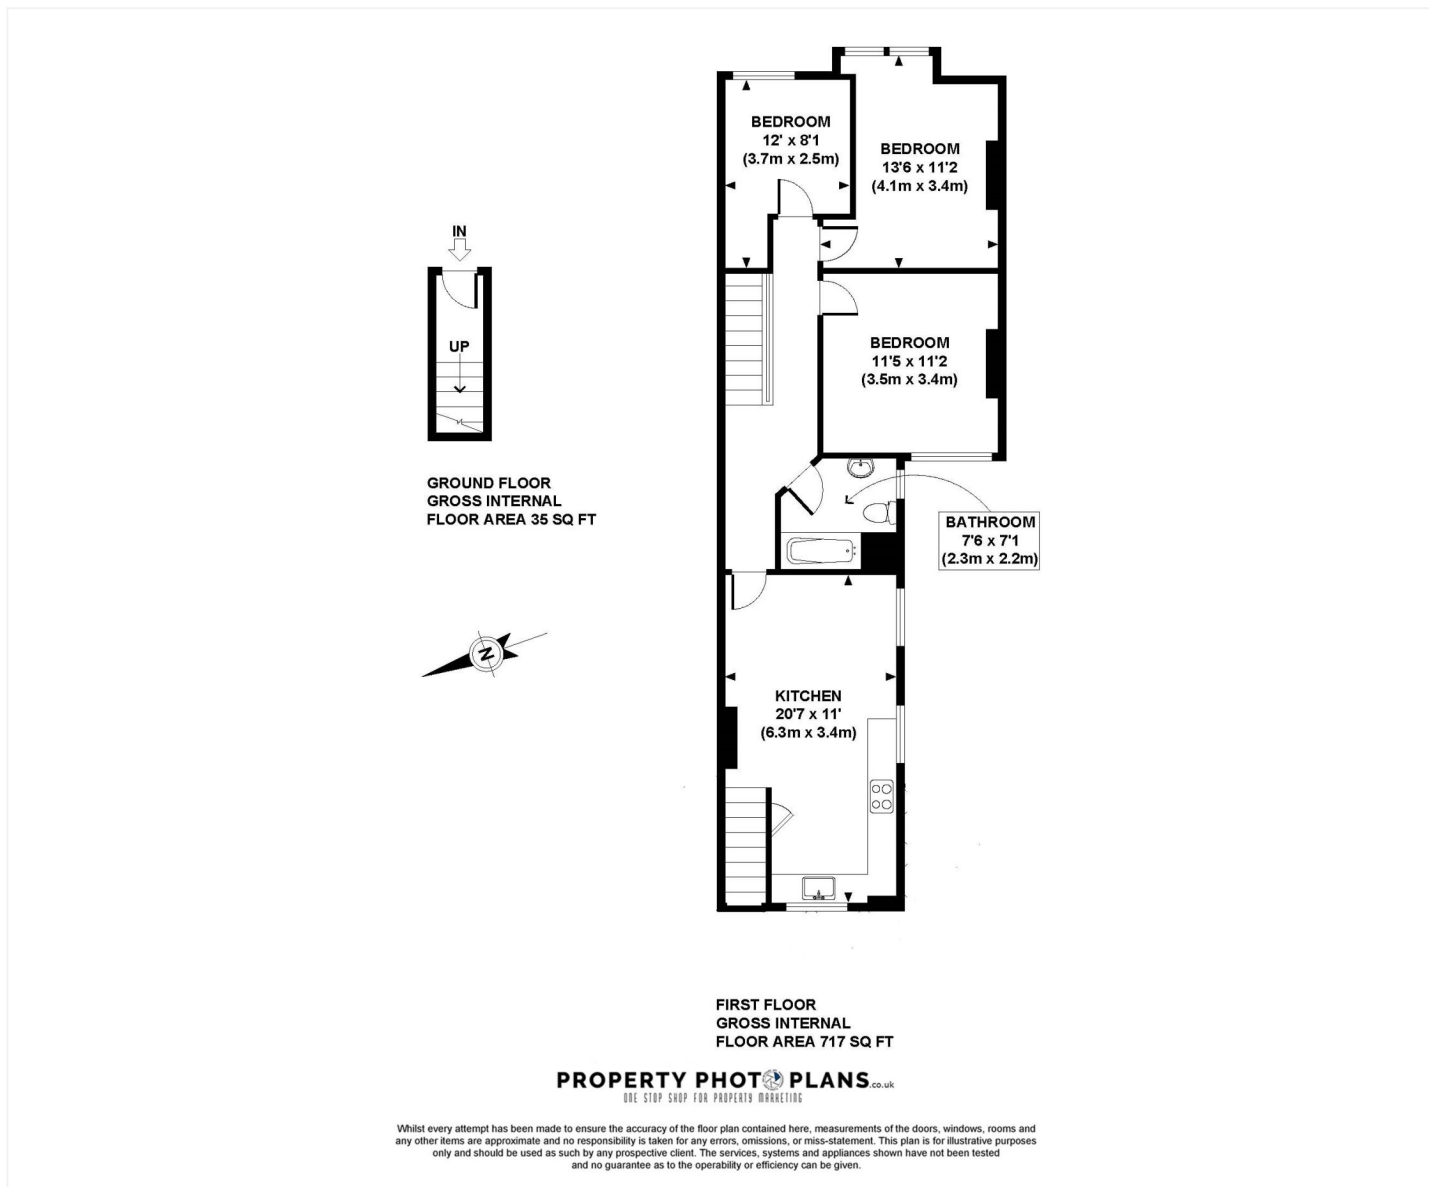 BEDROOM
12' x 8'1
(3.7m x 2.5m)
BEDROOM
13'6 x 11'2
(4.1m x 3.4m)
IN
UP
BEDROOM
11'5 x 11'2
(3.5m x 3.4m)
GROUND FLOOR
GROSS INTERNAL
FLOOR AREA 35 SQ FT
BATHROOM
7'6 x 7'1
(2.3m x 2.2m)
N
KITCHEN
20'7 x 11'
(6.3m x 3.4m)
FIRST FLOOR
GROSS INTERNAL
FLOOR AREA 717 SQ FT
PROPERTY PHOTO PLANS.co.uk
ONE STOP SHOP FOR PROPERTY MARKETING
Whilst every attempt has been made to ensure the accuracy of the floor plan contained here, measurements of the doors, windows, rooms and
any other items are approximate and no responsibility is taken for any errors, omissions, or miss-statement. This plan is for illustrative purposes
only and should be used as such by any prospective client. The services, systems and appliances shown have not been tested
and no guarantee as to the operability or efficiency can be given.